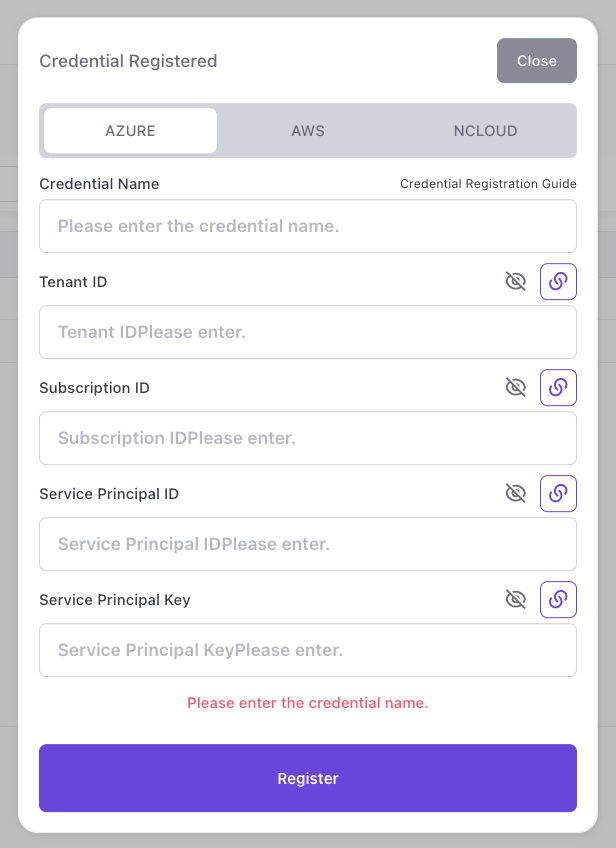 Credential Registered
Close
AZURE
AWS
NCLOUD
Credential Name
Credential Registration Guide
Please enter the credential name.
Tenant ID
Tenant IDPlease enter.
Subscription ID
Subscription IDPlease enter.
Service Principal ID
Service Principal IDPlease enter.
Service Principal Key
Service Principal KeyPlease enter.
Please enter the credential name.
Register